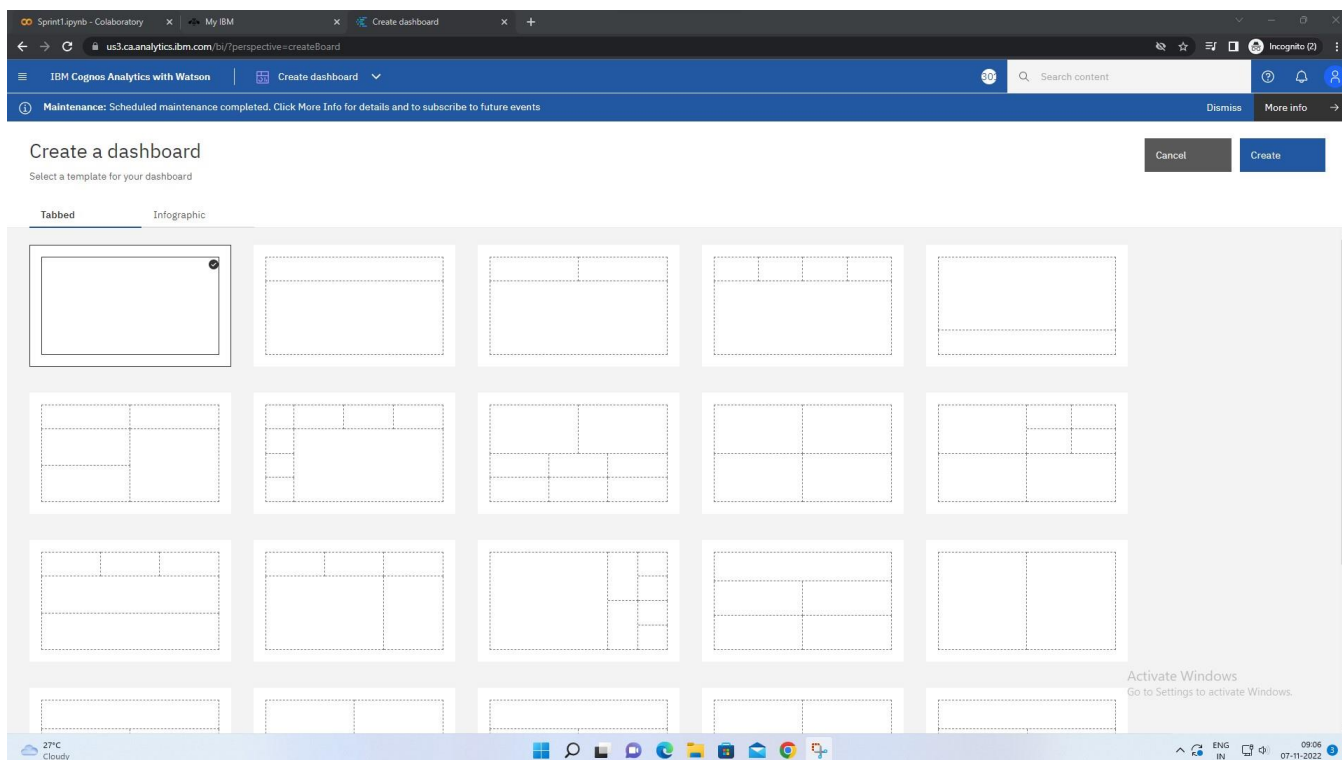 Sprint1.ipynb - Colaboratory
My IBM
Create dashboard
us3.ca.analytics.ibm.com/bi/?perspective=createBoard
Incognito (2)
IBM Cognos Analytics with Watson
Create dashboard
Search content
Maintenance: Scheduled maintenance completed. Click More Info for details and to subscribe to future events
Dismiss
More info
Create a dashboard
Cancel
Create
Select a template for your dashboard
Tabbed
Infographic
Activate Windows
Go to Settings to activate Windows.
27°C
Cloudy
ENG
IN
09:06
07-11-2022
3